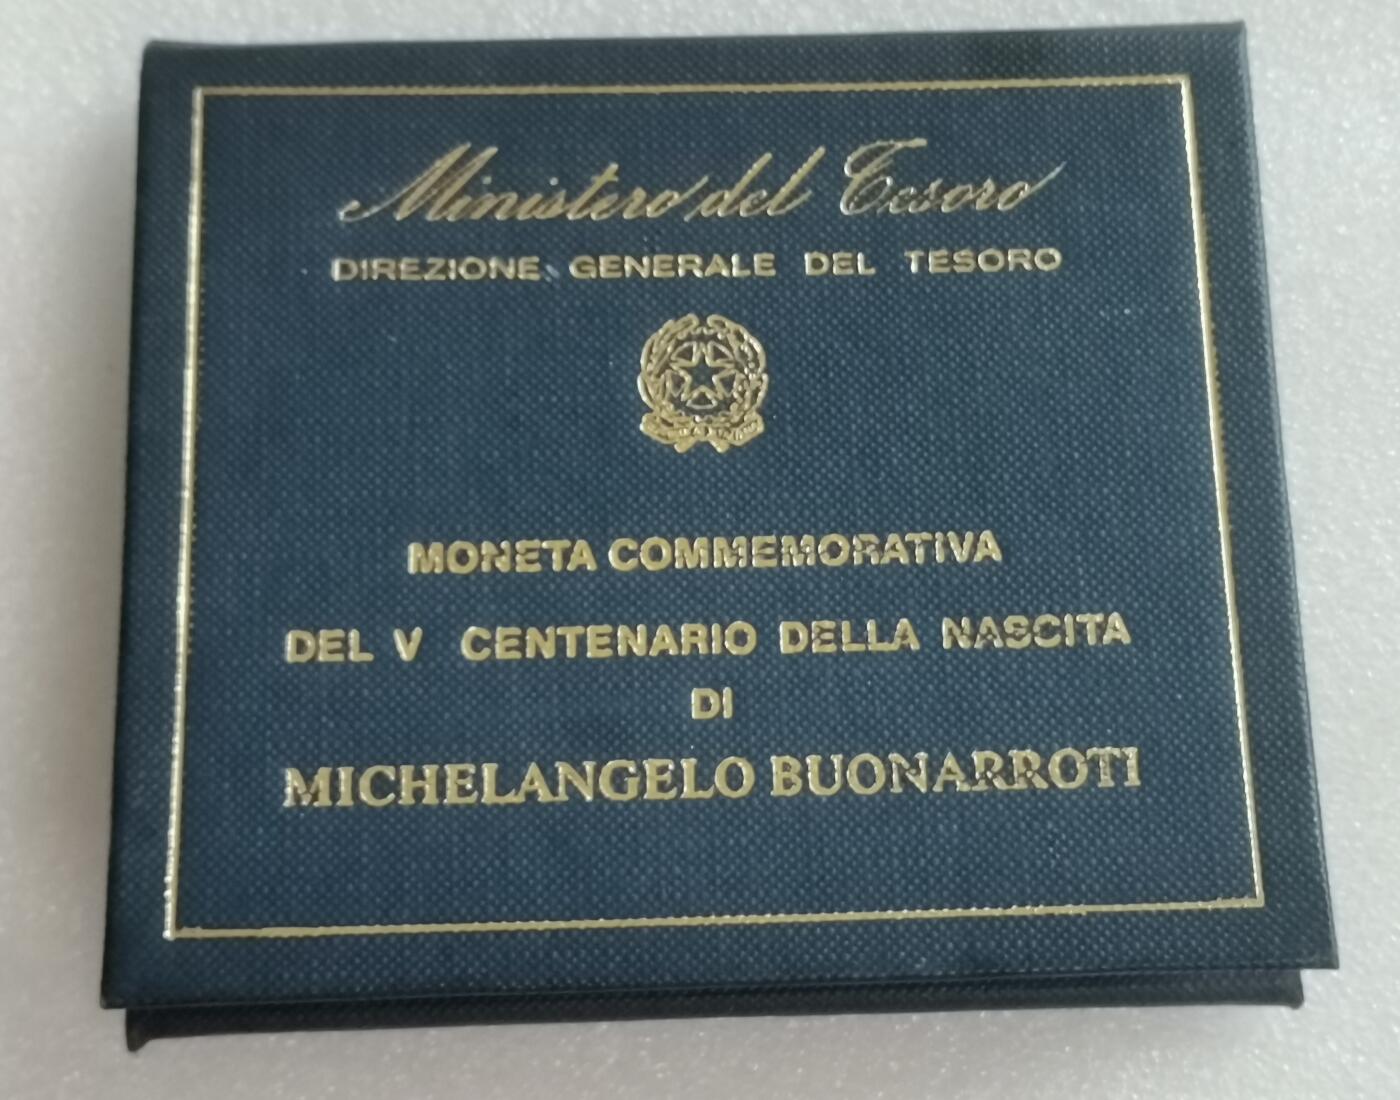 Ministero del Tesoro
DIREZIONE GENERALE DEL TESORO
MONETA COMMEMORATIVA
DEL V CENTENARIO DELLA NASCITA
DI
MICHELANGELO BUONARROTI